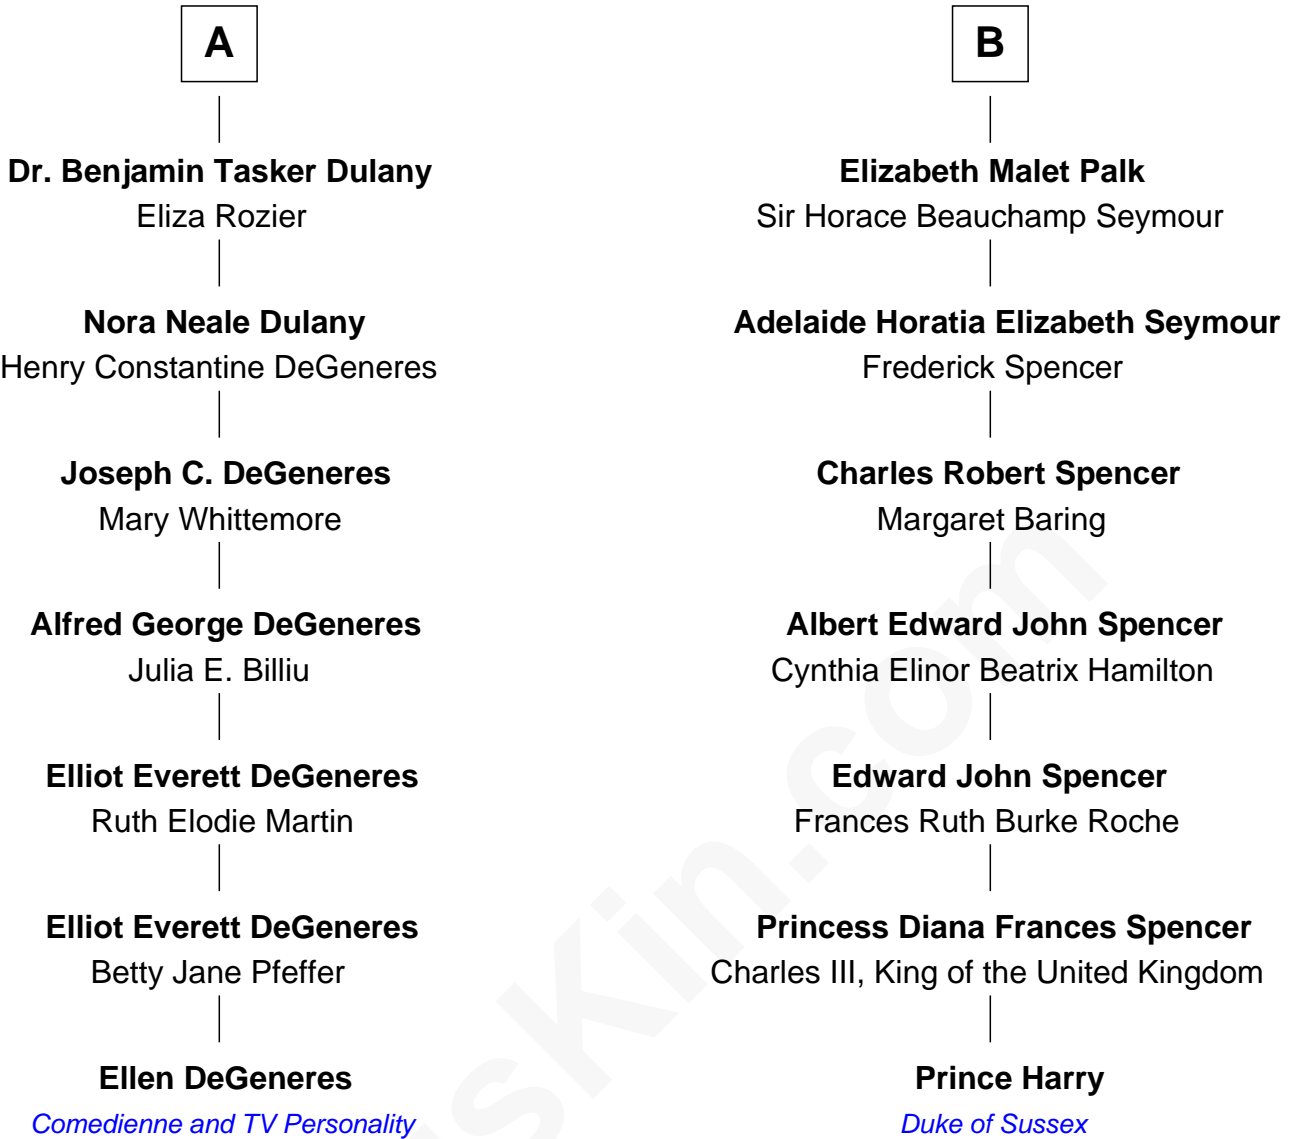 A
Dr. Benjamin Tasker Dulany
Eliza Rozier
Nora Neale Dulany
Henry Constantine DeGeneres
Joseph C. DeGeneres
Mary Whittemore
Alfred George DeGeneres
Julia E. Billiu
Elliot Everett DeGeneres
Ruth Elodie Martin
Elliot Everett DeGeneres
Betty Jane Pfeffer
Ellen DeGeneres
Comedienne and TV Personality
B
Elizabeth Malet Palk
Sir Horace Beauchamp Seymour
Adelaide Horatia Elizabeth Seymour
Frederick Spencer
Charles Robert Spencer
Margaret Baring
Albert Edward John Spencer
Cynthia Elinor Beatrix Hamilton
Edward John Spencer
Frances Ruth Burke Roche
Princess Diana Frances Spencer
Charles III, King of the United Kingdom
Prince Harry
Duke of Sussex